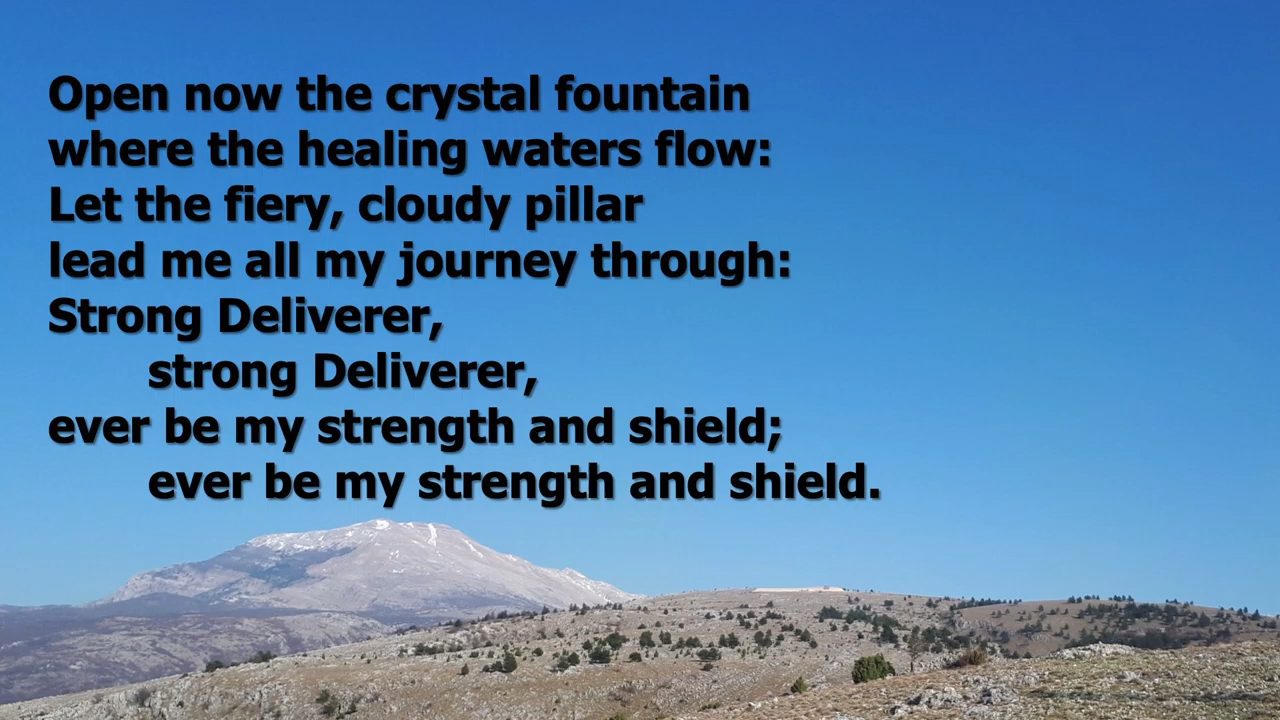 Open now the crystal fountain
where the healing waters flow:
Let the fiery, cloudy pillar
lead me all my journey through:
Strong Deliverer,
strong Deliverer,
ever be my strength and shield;
ever be my strength and shield.